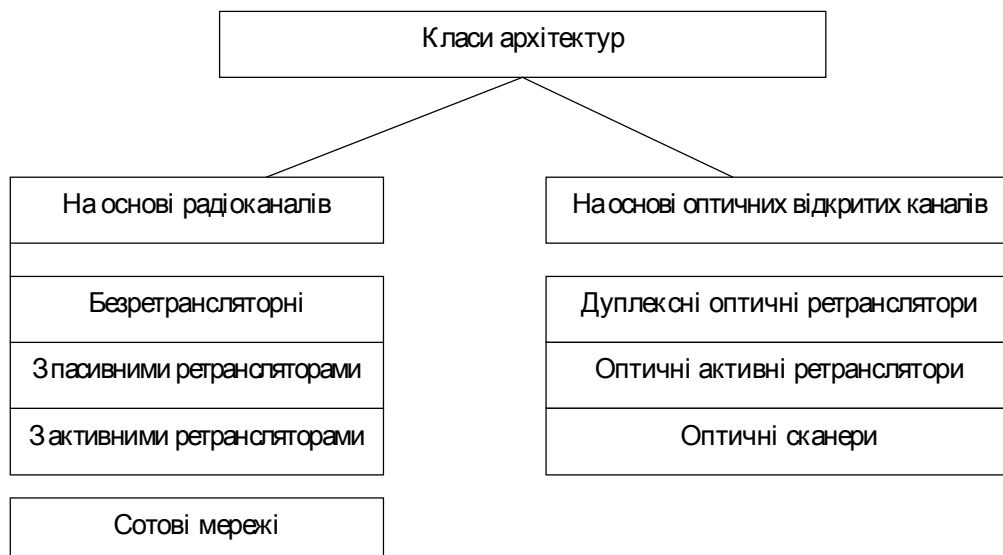 Класи архітектур
На основі радіоканалів
На основі оптичних відкритих каналів
Безретрансляторні
Дуплексні оптичні ретранслятори
З пасивними ретрансляторами
Оптичні активні ретранслятори
З активними ретрансляторами
Оптичні сканери
Сотові мережі